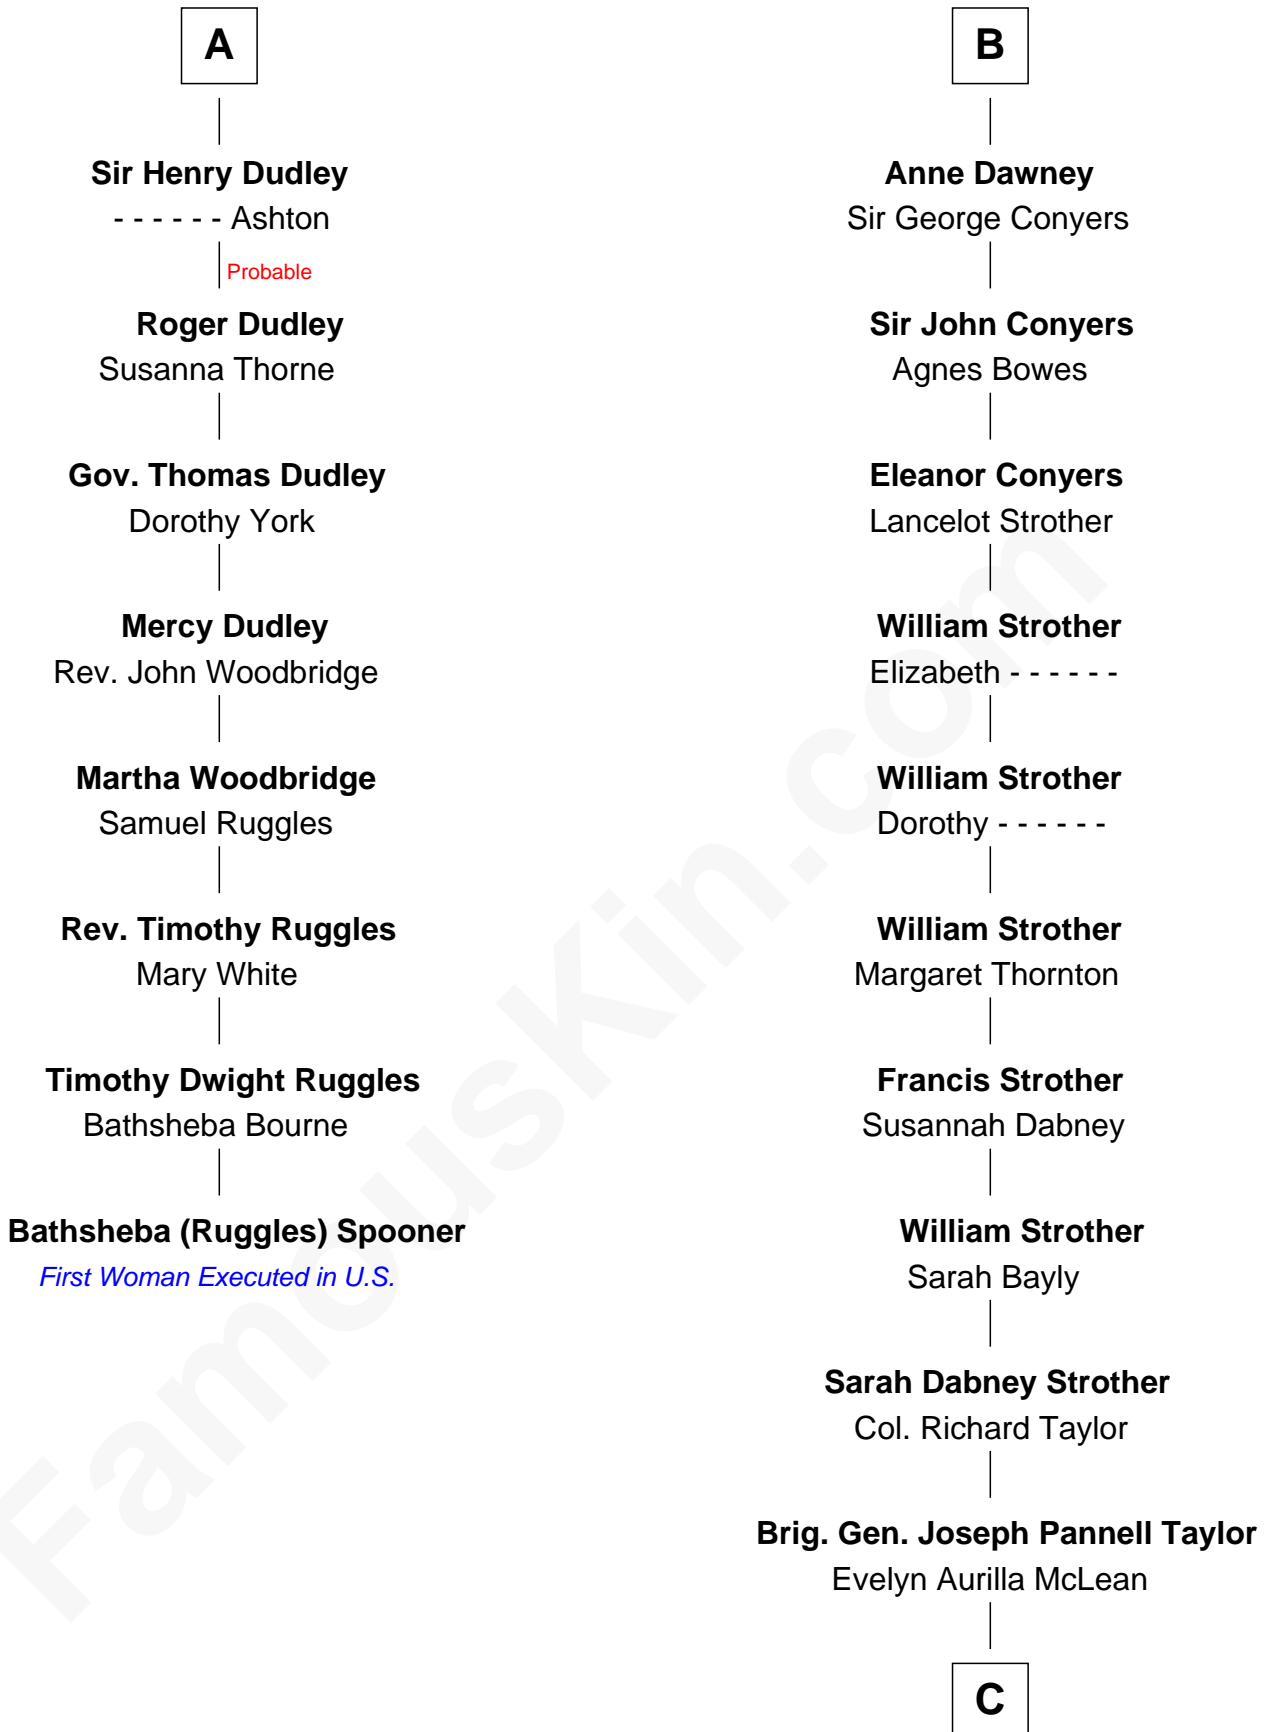 A
Sir Henry Dudley
- - - - - - Ashton
Probable
Roger Dudley
Susanna Thorne
Gov. Thomas Dudley
Dorothy York
Mercy Dudley
Rev. John Woodbridge
Martha Woodbridge
Samuel Ruggles
Rev. Timothy Ruggles
Mary White
Timothy Dwight Ruggles
Bathsheba Bourne
Bathsheba (Ruggles) Spooner
First Woman Executed in U.S.
B
Anne Dawney
Sir George Conyers
Sir John Conyers
Agnes Bowes
Eleanor Conyers
Lancelot Strother
William Strother
Elizabeth - - - - - -
William Strother
Dorothy - - - - - -
William Strother
Margaret Thornton
Francis Strother
Susannah Dabney
William Strother
Sarah Bayly
Sarah Dabney Strother
Col. Richard Taylor
Brig. Gen. Joseph Pannell Taylor
Evelyn Aurilla McLean
C
FamousKin.com